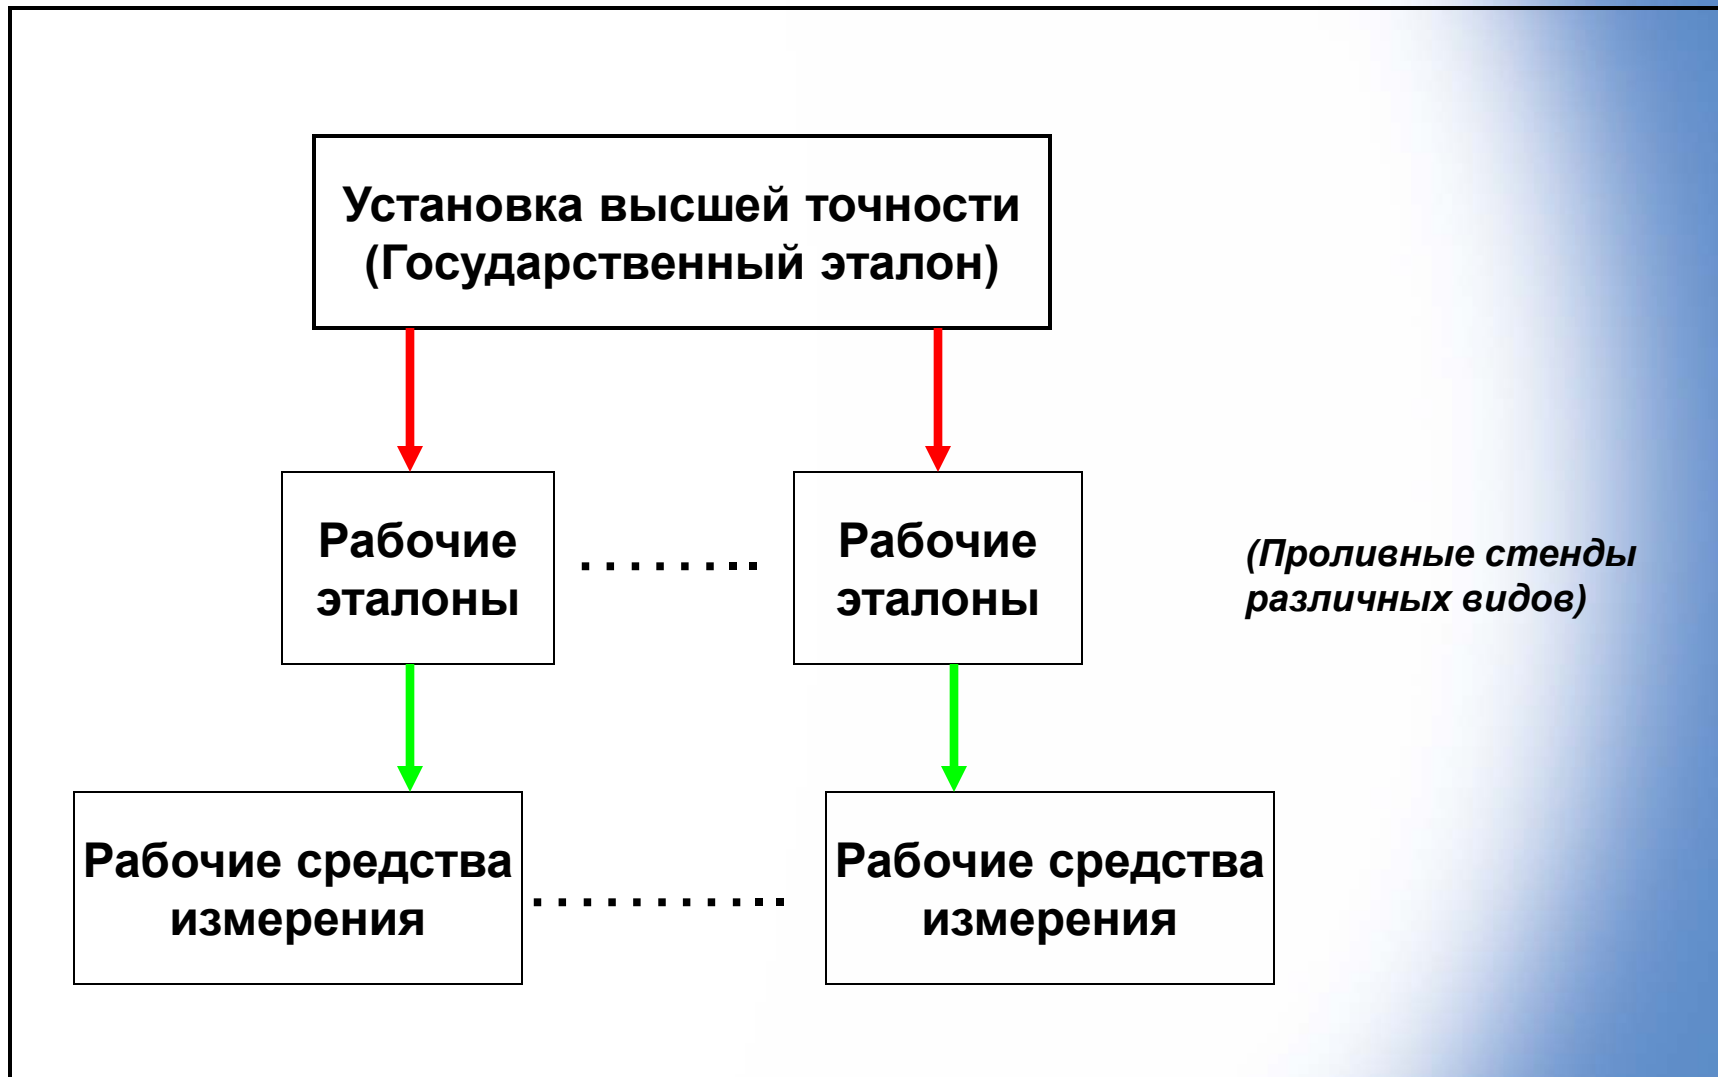 Установка высшей точности
(Государственный эталон)
Рабочие
эталоны
........
Рабочие
эталоны
(Проливные стенды
различных видов)
Рабочие средства
измерения
...........
Рабочие средства
измерения